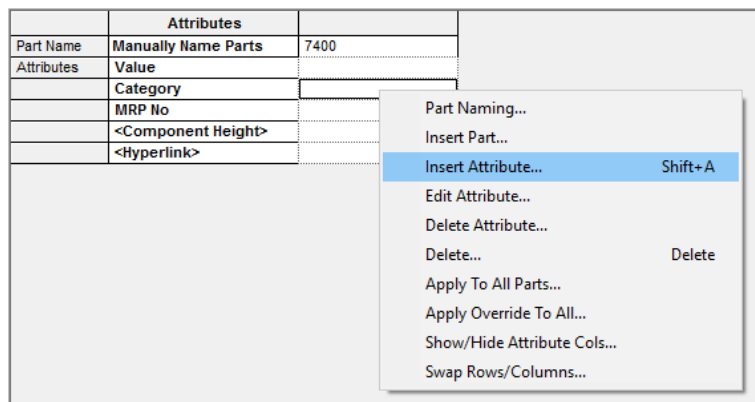 Attributes
Part Name Manually Name Parts 7400
Attributes Value
Category
MRP No
<Component Height>
<Hyperlink>
Part Naming...
Insert Part...
Insert Attribute... Shift+A
Edit Attribute...
Delete Attribute...
Delete... Delete
Apply To All Parts...
Apply Override To All...
Show/Hide Attribute Cols...
Swap Rows/Columns...